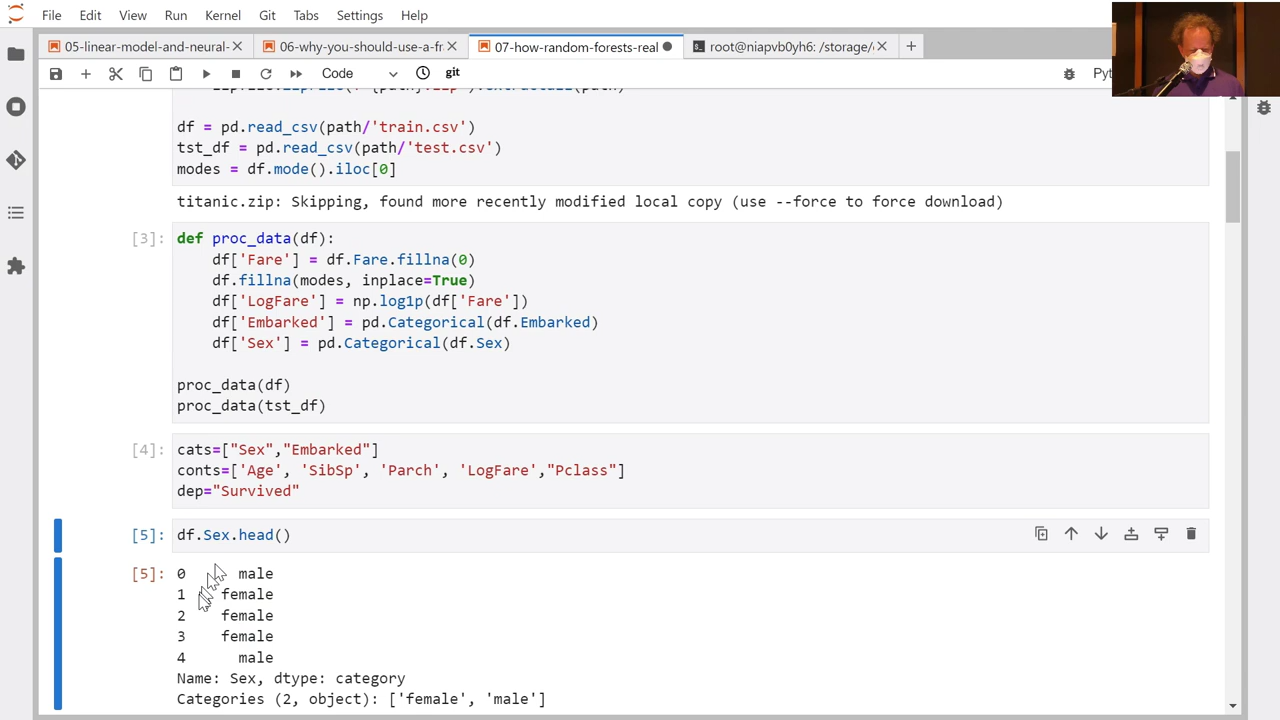 File Edit View Run Kernel Git Tabs Settings Help
05-linear-model-and-neural- 06-why-you-should-use-a-fr 07-how-random-forests-real root@niapvb0yh6: /storage/
Code git
df = pd.read_csv(path/'train.csv')
tst_df = pd.read_csv(path/'test.csv')
modes = df.mode().iloc[0]
titanic.zip: Skipping, found more recently modified local copy (use --force to force download)
[3]: def proc_data(df):
df['Fare'] = df.Fare.fillna(0)
df.fillna(modes, inplace=True)
df['LogFare'] = np.log1p(df['Fare'])
df['Embarked'] = pd.Categorical(df.Embarked)
df['Sex'] = pd.Categorical(df.Sex)
proc_data(df)
proc_data(tst_df)
[4]: cats=["Sex","Embarked"]
conts=['Age', 'SibSp', 'Parch', 'LogFare',"Pclass"]
dep="Survived"
[5]: df.Sex.head()
[5]: 0 male
1 female
2 female
3 female
4 male
Name: Sex, dtype: category
Categories (2, object): ['female', 'male']